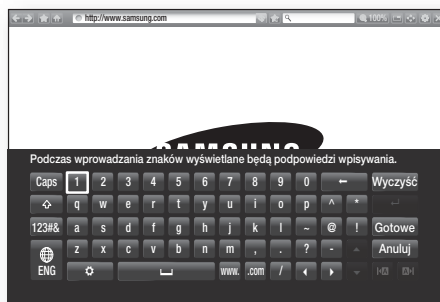 http://www.samsung.com 100%
SAMSUNG
Podczas wprowadzania znaków wyświetlane będą podpowiedzi wpisywania.
Caps 1 2 3 4 5 6 7 8 9 0 ← Wyczyść
q w e r t y u i o p ^ *
123#& a s d f g h j k l ~ @ ! Gotowe
z x c v b n m , . ? - Anuluj
ENG www. .com /